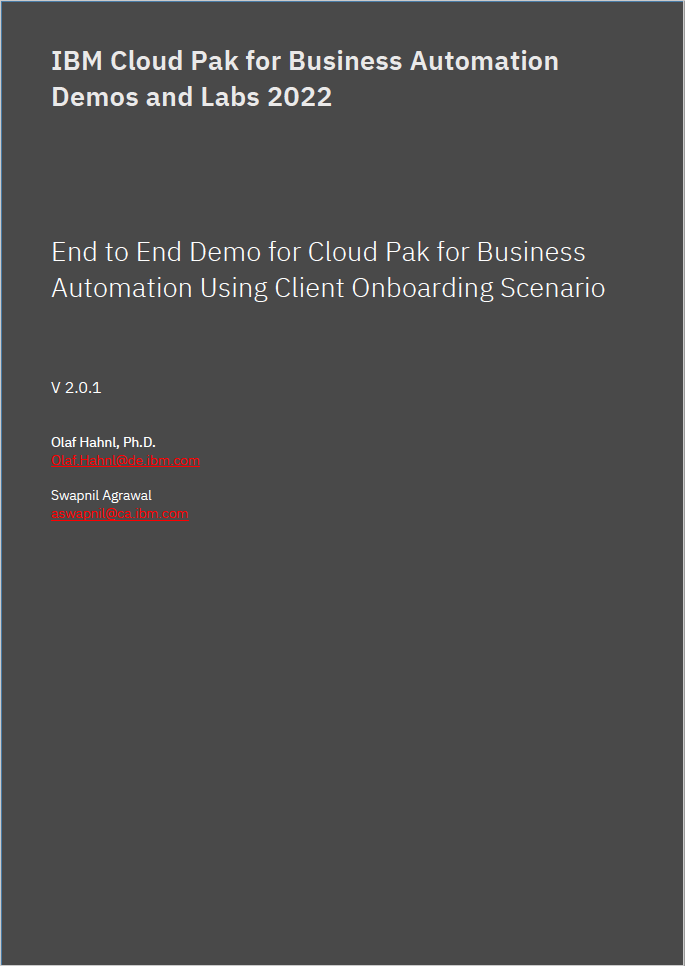 IBM Cloud Pak for Business Automation
Demos and Labs 2022
End to End Demo for Cloud Pak for Business
Automation Using Client Onboarding Scenario
V 2.0.1
Olaf Hahnl, Ph.D.
Olaf.Hahnl@de.ibm.com
Swapnil Agrawal
aswapnil@ca.ibm.com